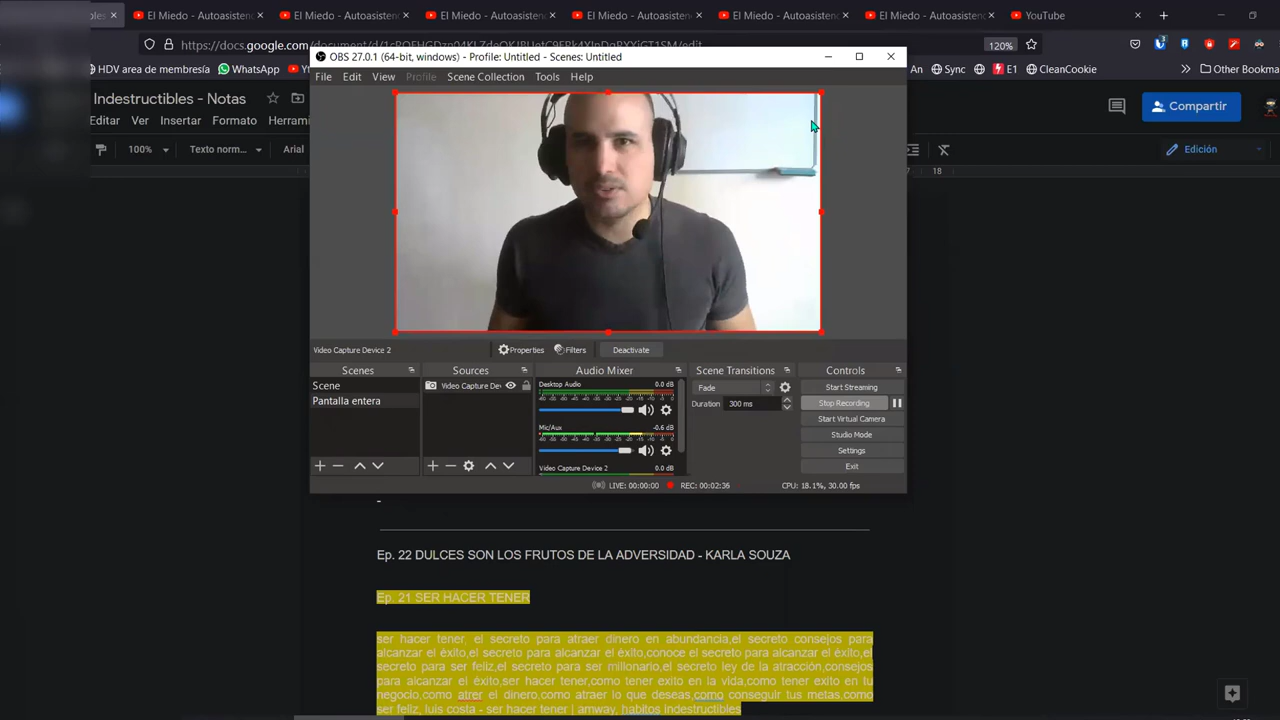 El Miedo - Autoasisten
El Miedo - Autoasistenc
El Miedo - Autoasistenc
El Miedo - Autoasistenc
El Miedo - Autoasistenc
El Miedo - Autoasistenc
YouTube
https://docs.google.com
120%
HDV area de membresía
WhatsApp
An
Sync
E1
CleanCookie
Other Bookma
Indestructibles - Notas
Compartir
Editar
Ver
Insertar
Formato
Herrami
100%
Texto norm...
Arial
Edición
18
OBS 27.0.1 (64-bit, windows) - Profile: Untitled - Scenes: Untitled
File
Edit
View
Profile
Scene Collection
Tools
Help
Video Capture Device 2
Properties
Filters
Deactivate
Scenes
Sources
Audio Mixer
Scene Transitions
Controls
Scene
Pantalla entera
Video Capture De
Desktop Audio
0.0 dB
Mic/Aux
-0.6 dB
Video Capture Device 2
0.0 dB
Fade
Duration
300 ms
Start Streaming
Stop Recording
Start Virtual Camera
Studio Mode
Settings
Exit
LIVE: 00:00:00
REC: 00:02:36
CPU: 18.1%, 30.00 fps
-
Ep. 22 DULCES SON LOS FRUTOS DE LA ADVERSIDAD - KARLA SOUZA
Ep. 21 SER HACER TENER
ser hacer tener, el secreto para atraer dinero en abundancia,el secreto consejos para
alcanzar el éxito,el secreto para alcanzar el éxito,conoce el secreto para alcanzar el éxito,el
secreto para ser feliz,el secreto para ser milionario,el secreto ley de la atracción,consejos
para alcanzar el éxito,ser hacer tener,como tener exito en la vida,como tener exito en tu
negocio,como atrer el dinero,como atraer lo que deseas,como conseguir tus metas,como
ser feliz, luis costa - ser hacer tener | amway, habitos indestructibles